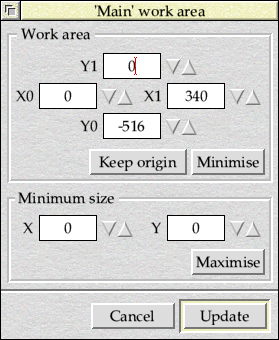 'Main' work area
Work area
Y1 0
X0 0 X1 340
Y0 -516
Keep origin Minimise
Minimum size
X 0 Y 0
Maximise
Cancel Update